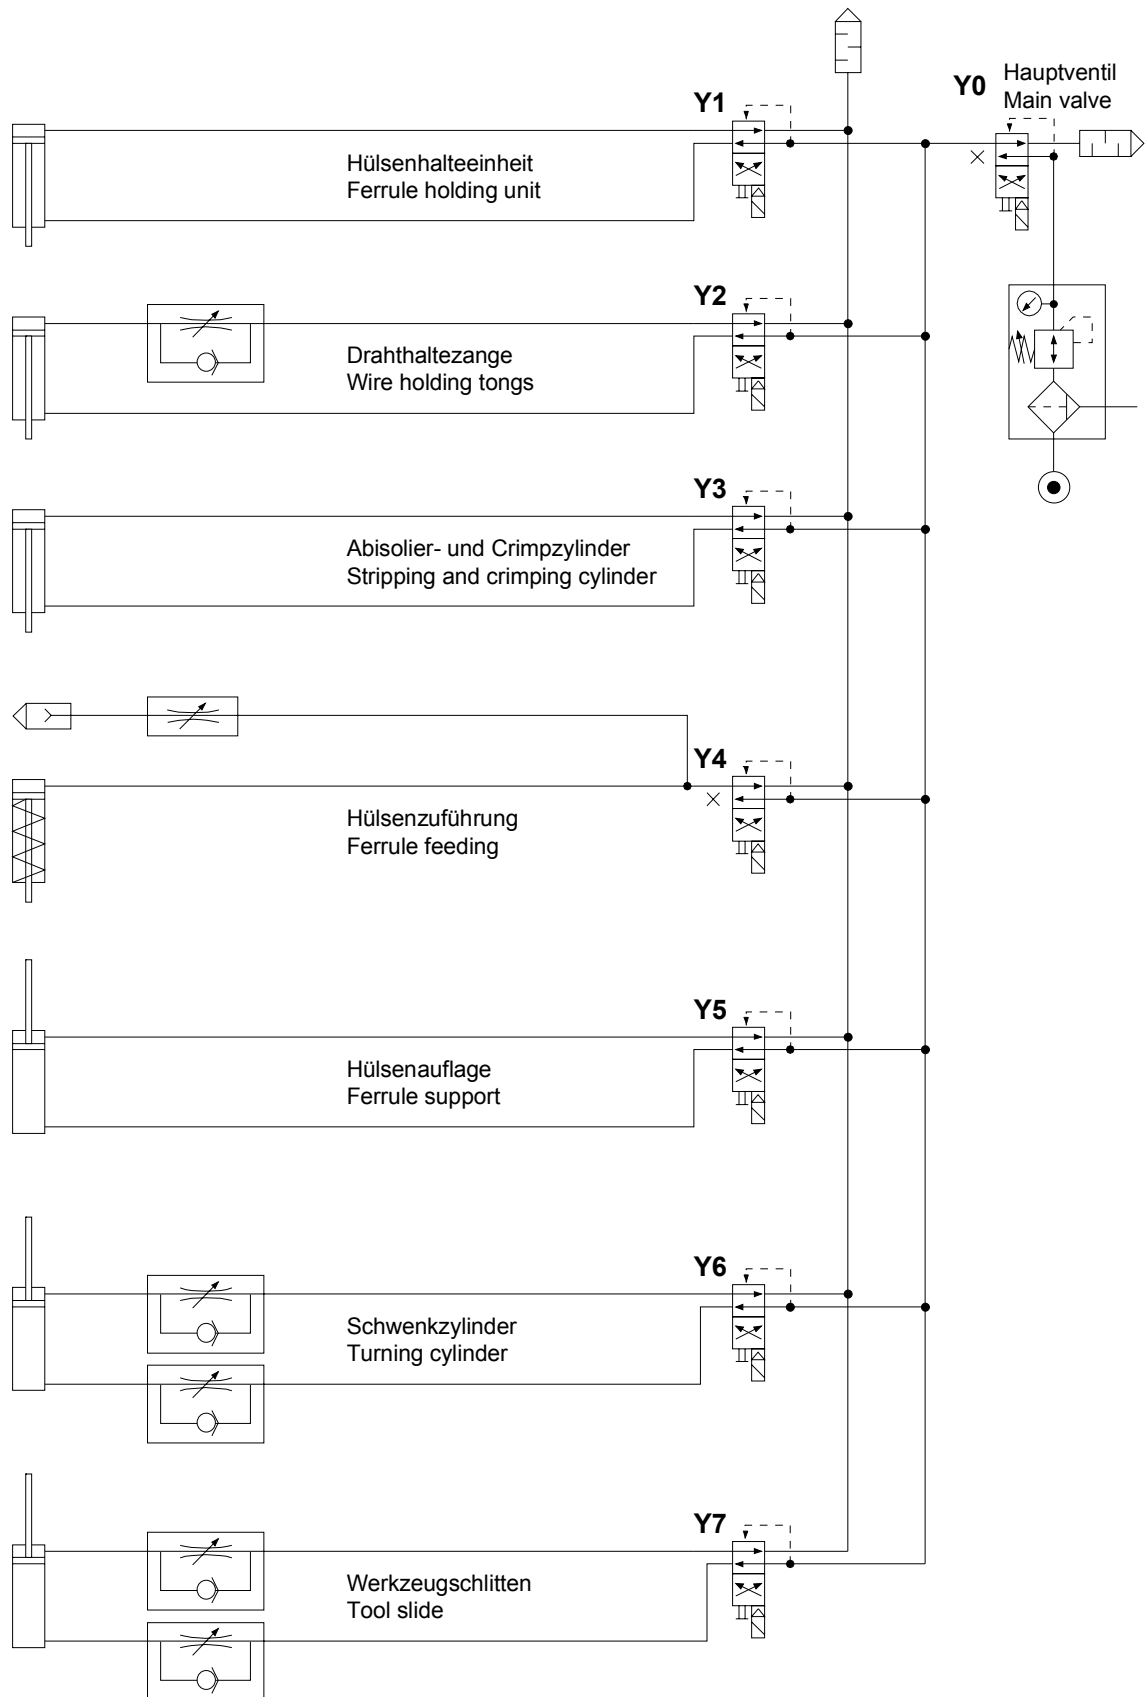 Y0
Hauptventil
Main valve
Y1
Hülsenhalteeinheit
Ferrule holding unit
Y2
Drahthaltezange
Wire holding tongs
Y3
Abisolier- und Crimpzylinder
Stripping and crimping cylinder
Y4
Hülsenzuführung
Ferrule feeding
Y5
Hülsenauflage
Ferrule support
Y6
Schwenkzylinder
Turning cylinder
Y7
Werkzeugschlitten
Tool slide